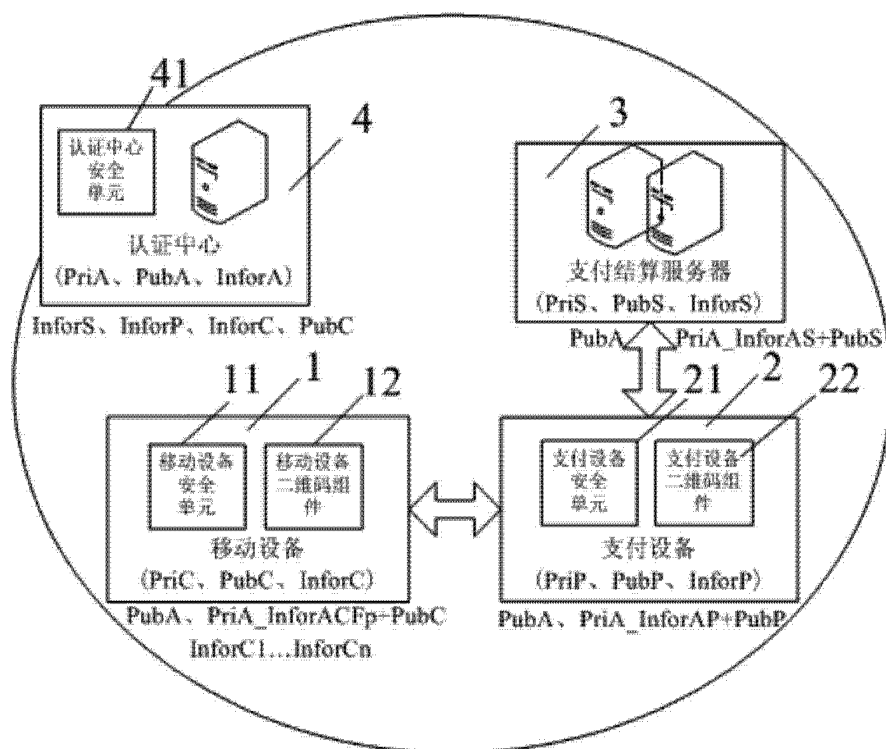 41
4
认证中心
安全
单元
认证中心
(PriA、PubA、InforA)
InforS、InforP、InforC、PubC
3
支付结算服务器
(PriS、PubS、InforS)
PubA
PriA_InforAS+PubS
11
1
12
移动设备
安全
单元
移动设备
二维码组
件
移动设备
(PriC、PubC、InforC)
PubA、PriA_InforACFp+PubC
InforC1...InforCn
21
2
22
支付设备
安全
单元
支付设备
二维码组
件
支付设备
(PriP、PubP、InforP)
PubA、PriA_InforAP+PubP